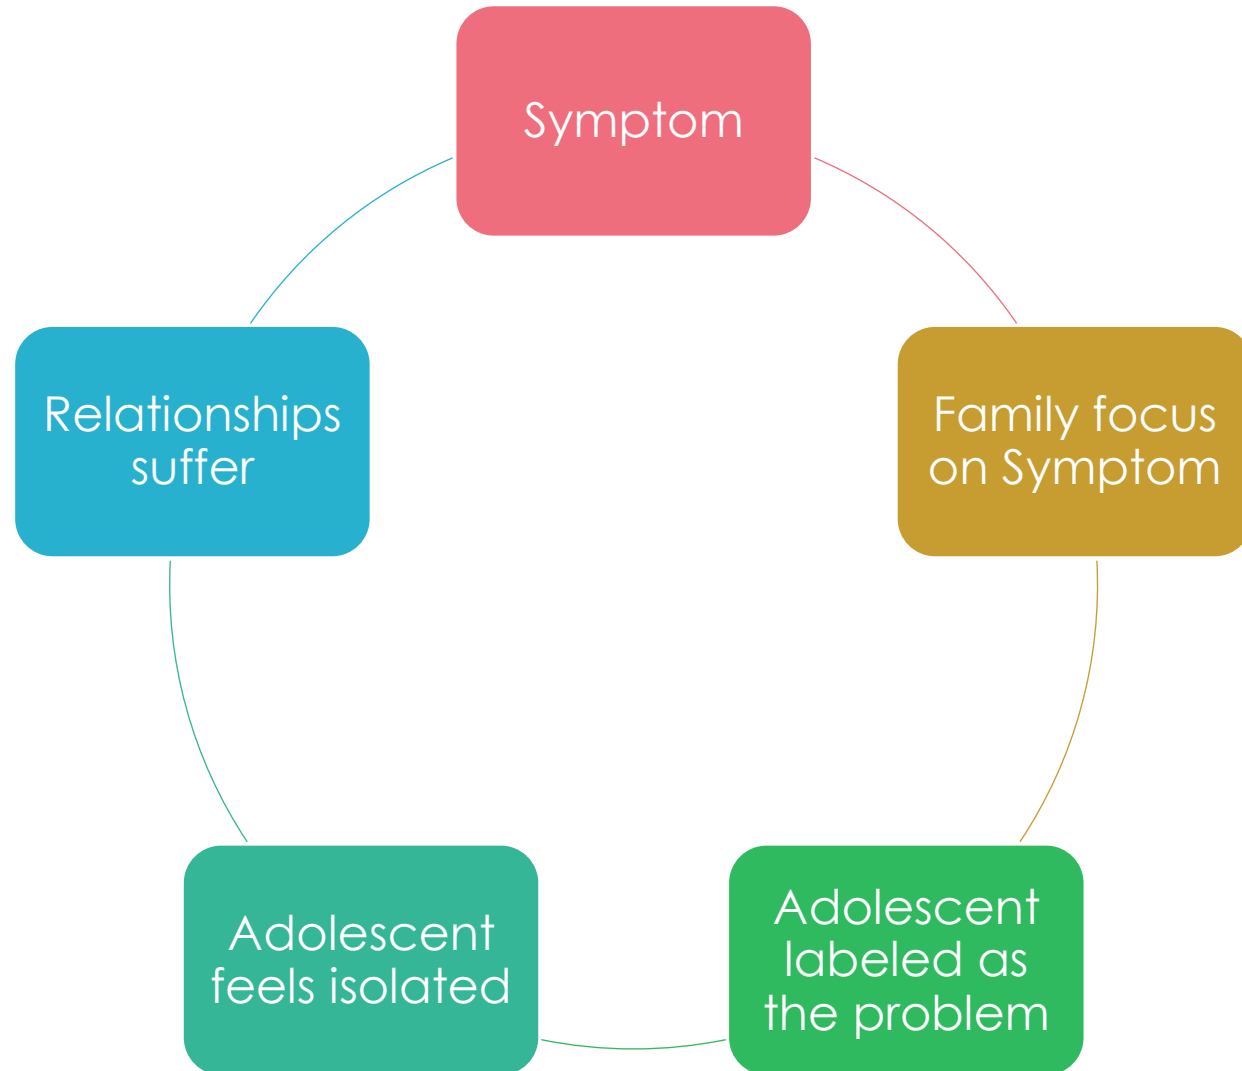 Symptom
Family focus
on Symptom
Adolescent
labeled as
the problem
Adolescent
feels isolated
Relationships
suffer